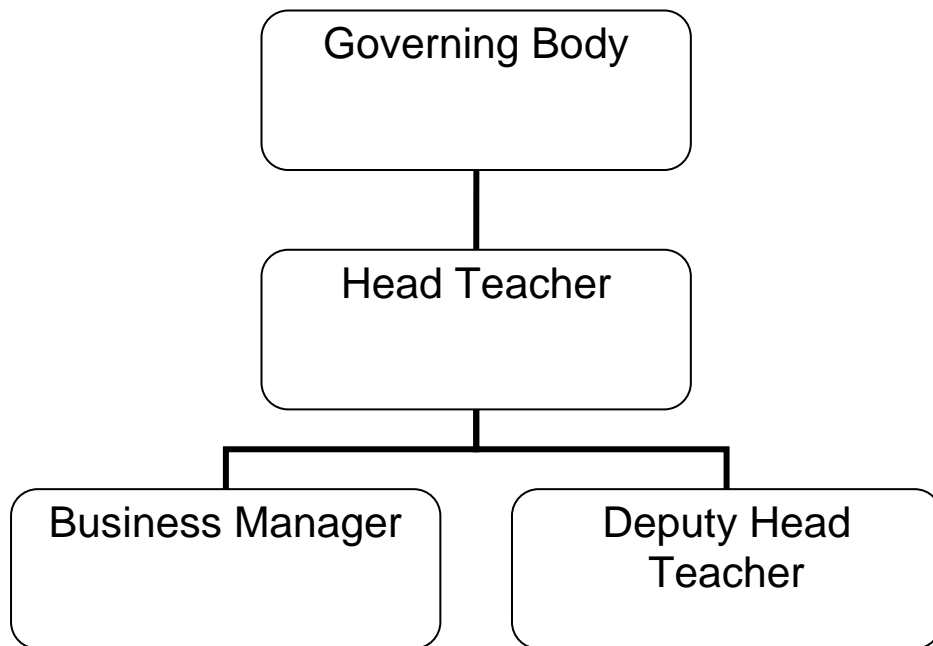 Governing Body
Head Teacher
Business Manager
Deputy Head
Teacher